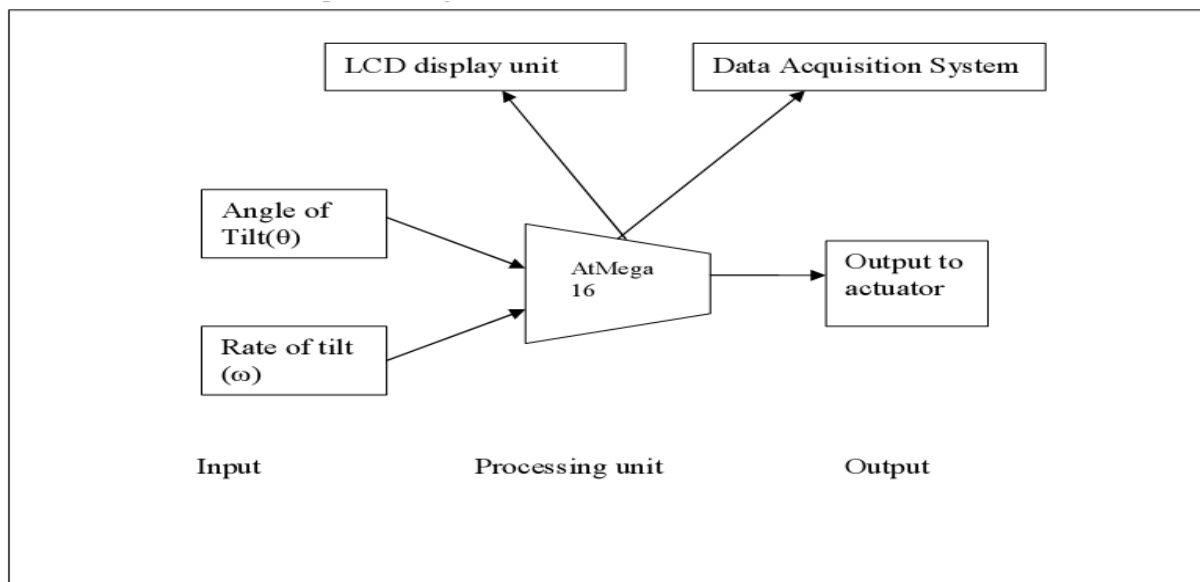 LCD display unit
Data Acquisition System
Angle of
Tilt(θ)
AtMega
16
Output to
actuator
Rate of tilt
(ω)
Input
Processing unit
Output